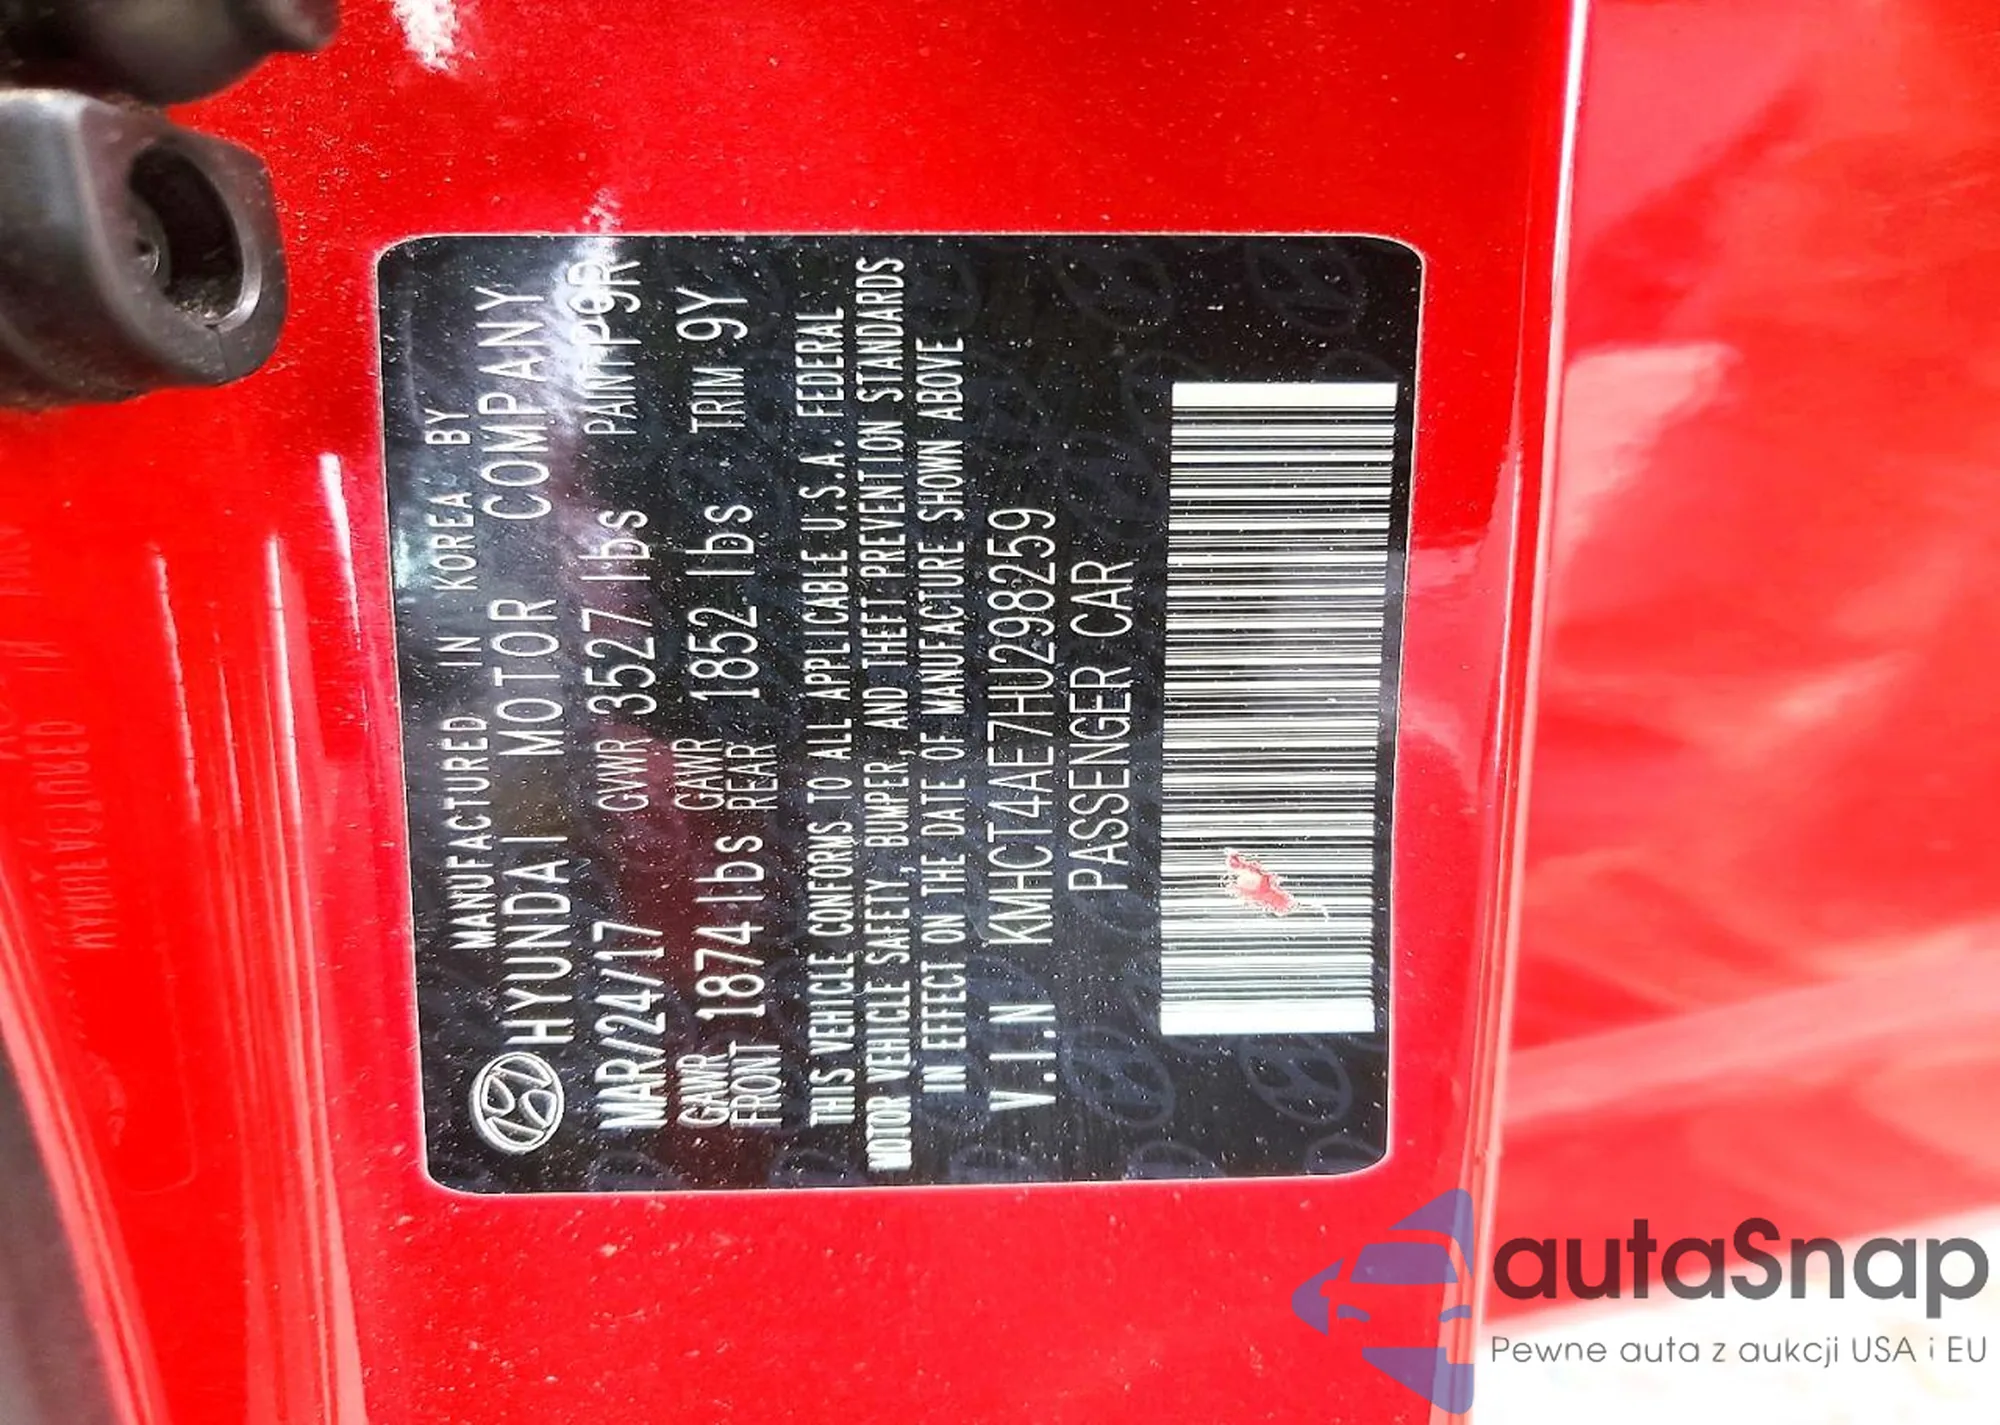 MANUFACTURED IN KOREA BY
HYUNDAI MOTOR COMPANY
MAR/24/17 GVWR 3527 lbs PAINT P9R
GAWR FRONT 1874 lbs GAWR REAR 1852 lbs TRIM 9Y
THIS VEHICLE CONFORMS TO ALL APPLICABLE U.S.A. FEDERAL
MOTOR VEHICLE SAFETY, BUMPER, AND THEFT PREVENTION STANDARDS
IN EFFECT ON THE DATE OF MANUFACTURE SHOWN ABOVE
V.I.N KMHCT4AE7HU298259
PASSENGER CAR
autaSnap
Pewne auta z aukcji USA i EU